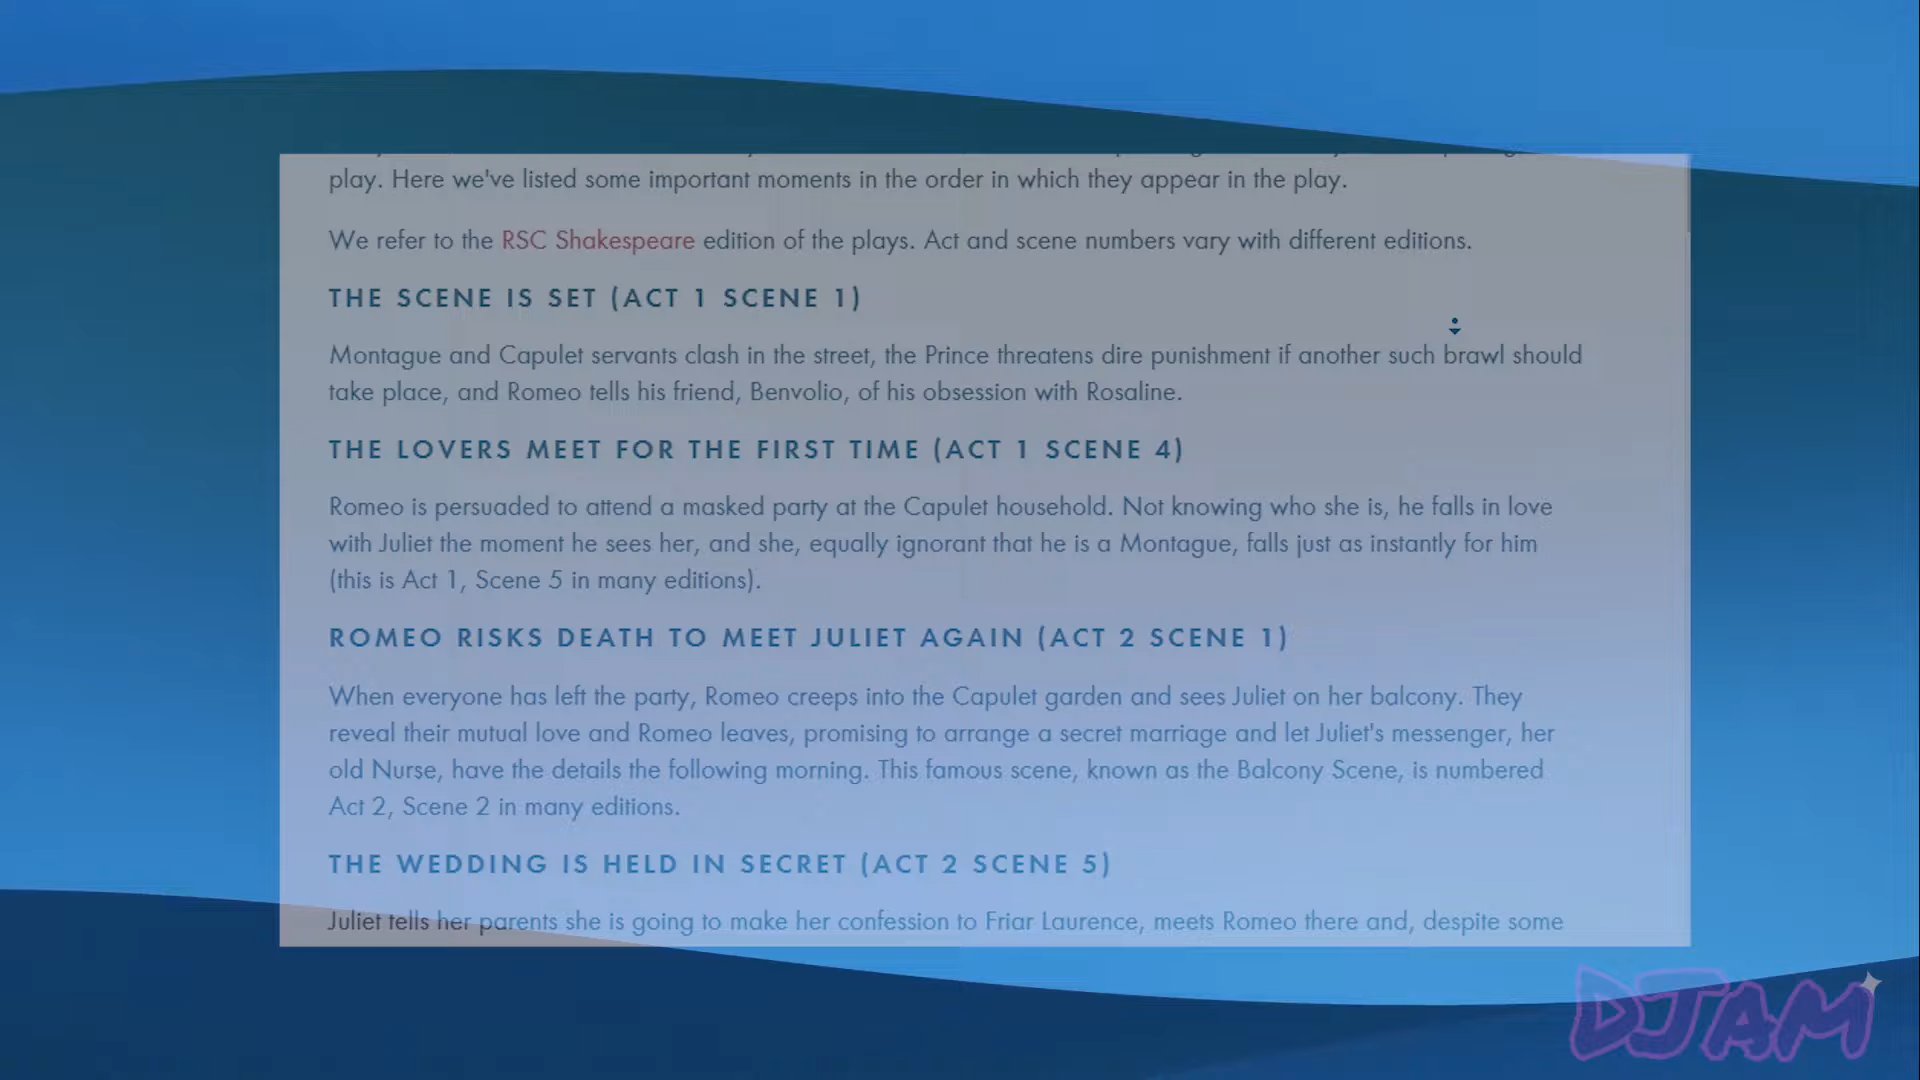 play. Here we've listed some important moments in the order in which they appear in the play.
We refer to the RSC Shakespeare edition of the plays. Act and scene numbers vary with different editions.
THE SCENE IS SET (ACT 1 SCENE 1)
Montague and Capulet servants clash in the street, the Prince threatens dire punishment if another such brawl should
take place, and Romeo tells his friend, Benvolio, of his obsession with Rosaline.
THE LOVERS MEET FOR THE FIRST TIME (ACT 1 SCENE 4)
Romeo is persuaded to attend a masked party at the Capulet household. Not knowing who she is, he falls in love
with Juliet the moment he sees her, and she, equally ignorant that he is a Montague, falls just as instantly for him
(this is Act 1, Scene 5 in many editions).
ROMEO RISKS DEATH TO MEET JULIET AGAIN (ACT 2 SCENE 1)
When everyone has left the party, Romeo creeps into the Capulet garden and sees Juliet on her balcony. They
reveal their mutual love and Romeo leaves, promising to arrange a secret marriage and let Juliet's messenger, her
old Nurse, have the details the following morning. This famous scene, known as the Balcony Scene, is numbered
Act 2, Scene 2 in many editions.
THE WEDDING IS HELD IN SECRET (ACT 2 SCENE 5)
Juliet tells her parents she is going to make her confession to Friar Laurence, meets Romeo there and, despite some
DJAM